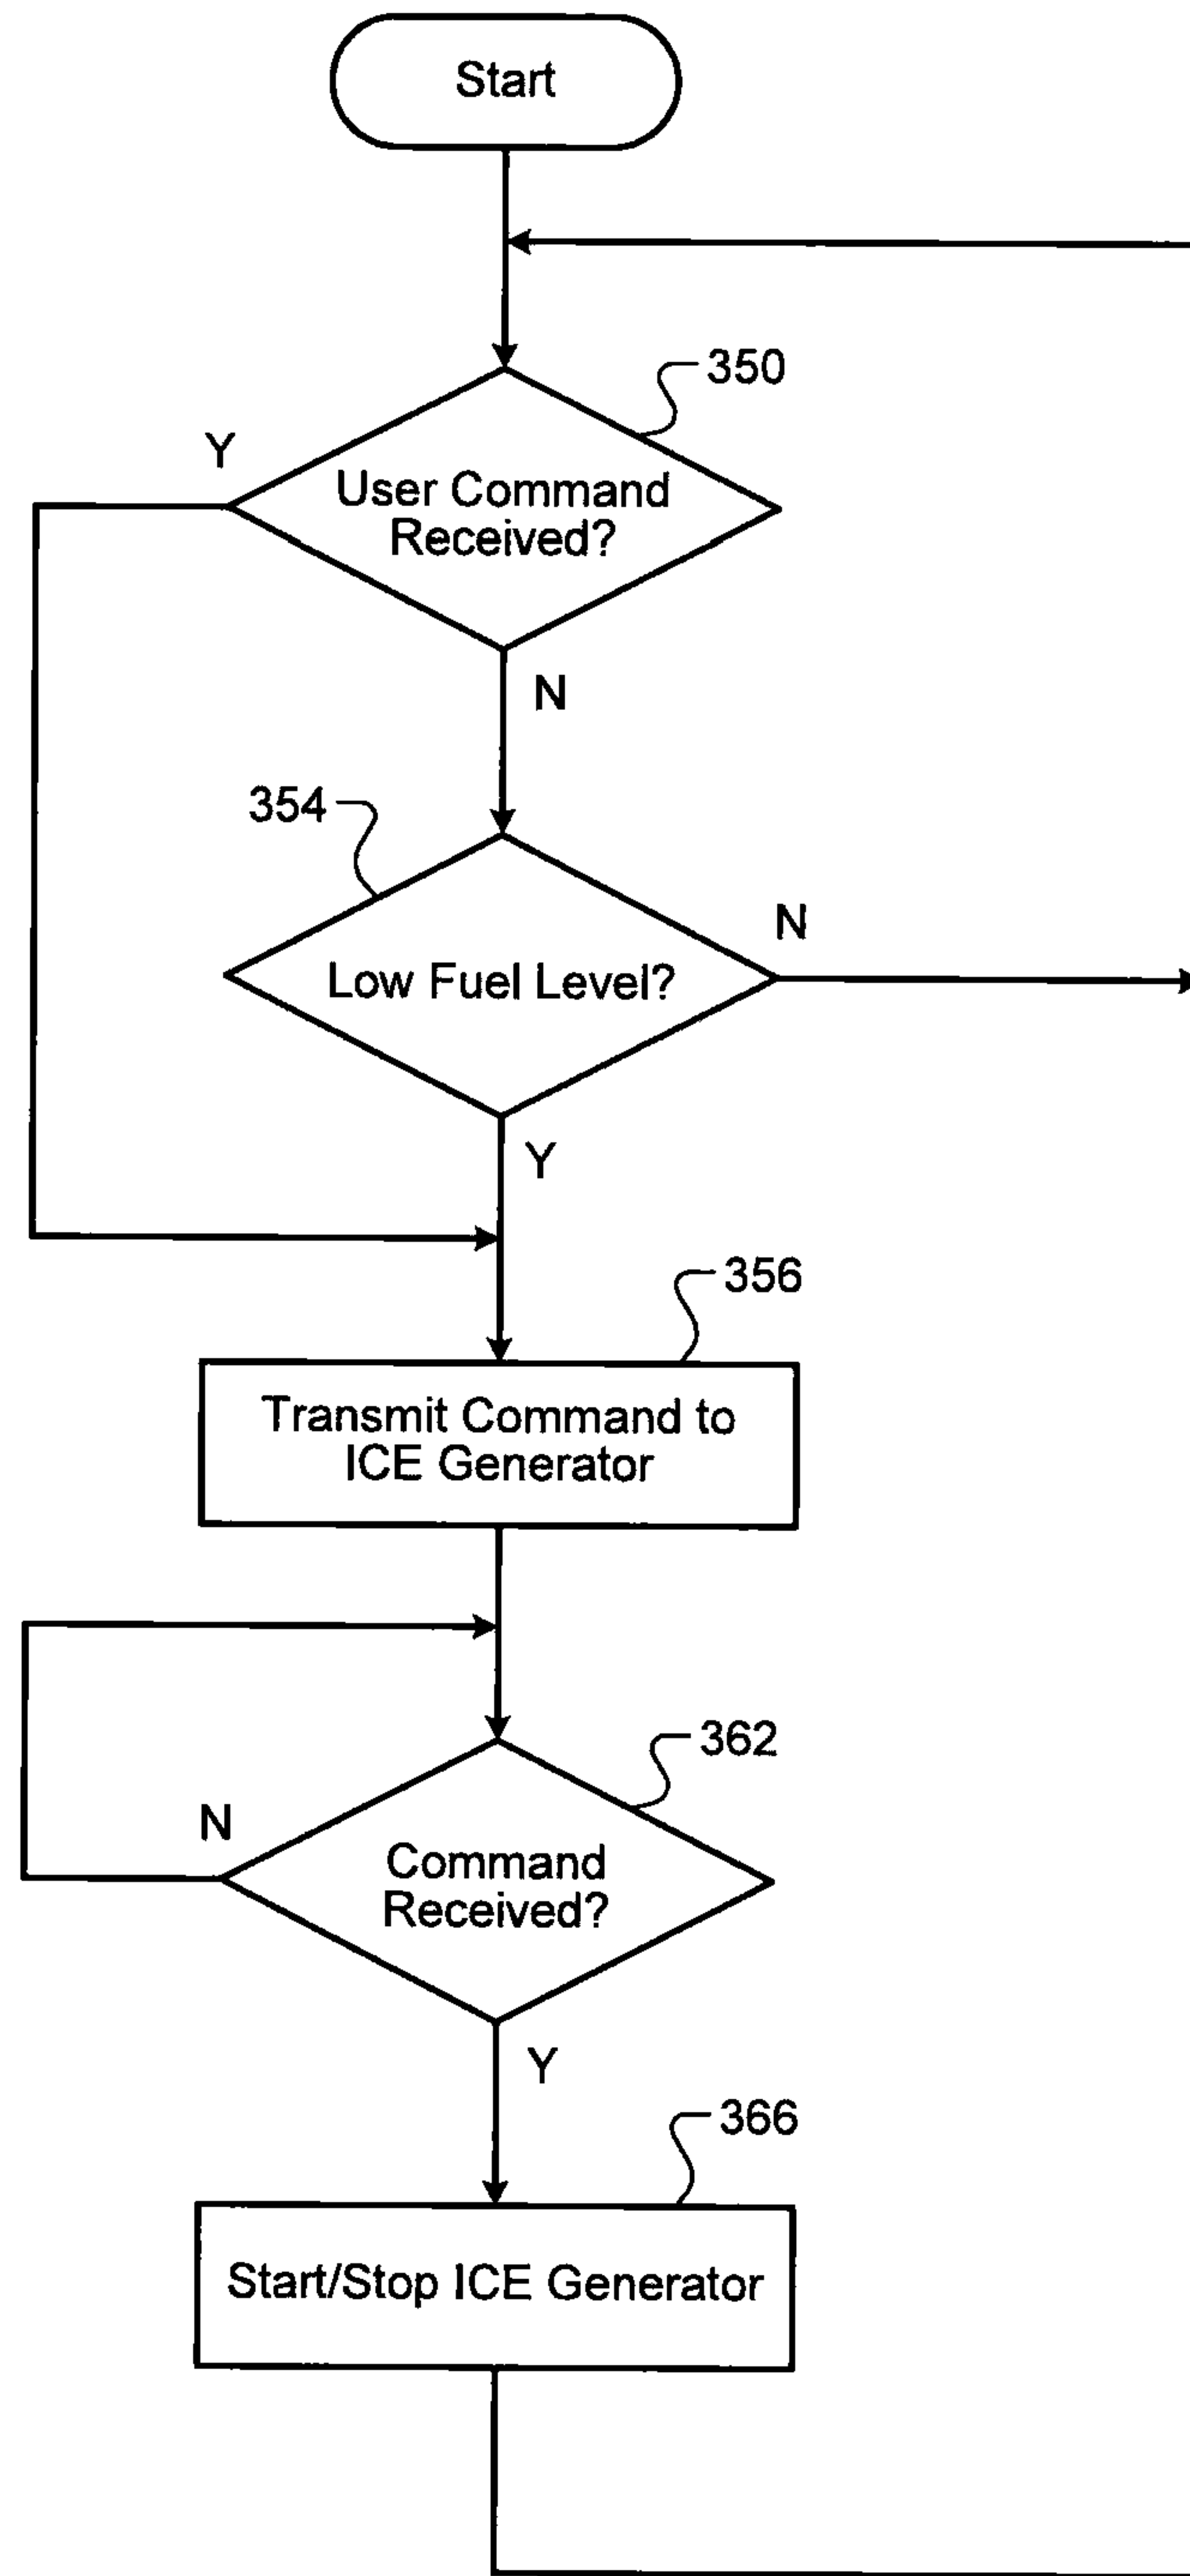 Start
350
Y
User Command
Received?
N
354
N
Low Fuel Level?
Y
356
Transmit Command to
ICE Generator
362
N
Command
Received?
Y
366
Start/Stop ICE Generator